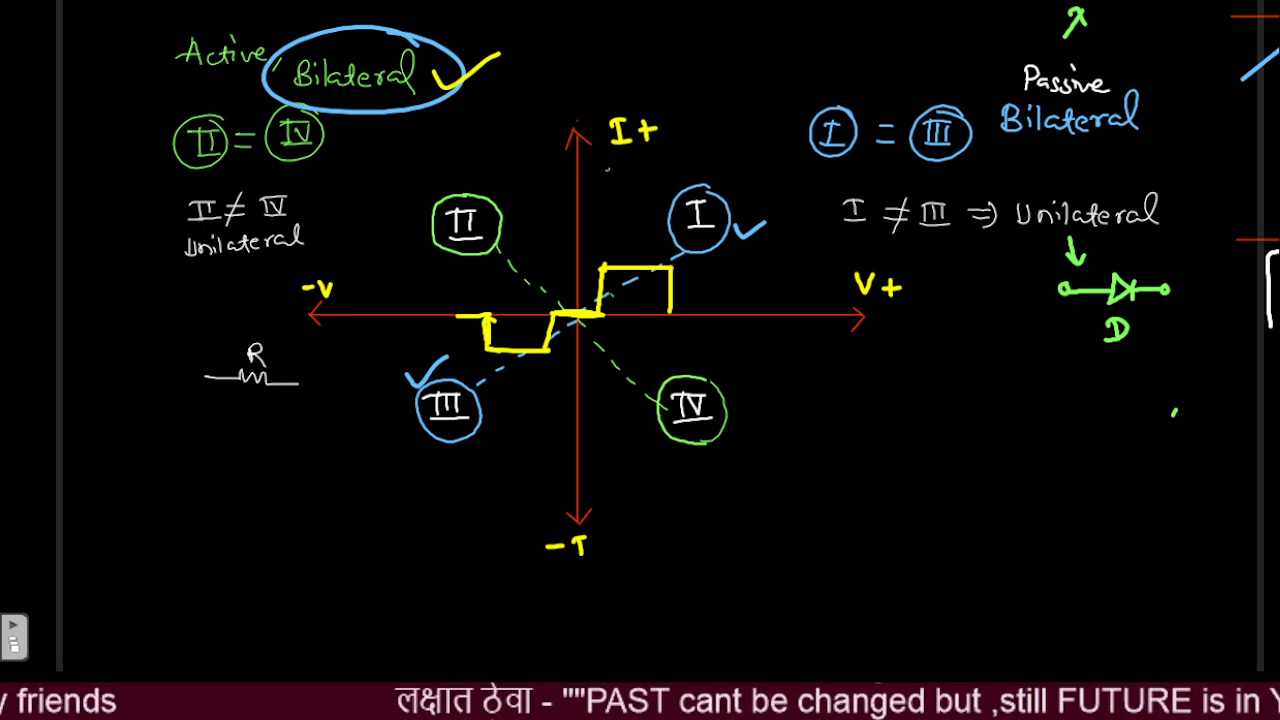 Active, Bilateral
II = IV
II ≠ IV
Unilateral
R
I+
-V
V+
II
I
III
IV
-I
Passive
Bilateral
I = III
I ≠ III ⇒ Unilateral
D
y friends लक्षात ठेवा - ""PAST cant be changed but ,still FUTURE is in Y